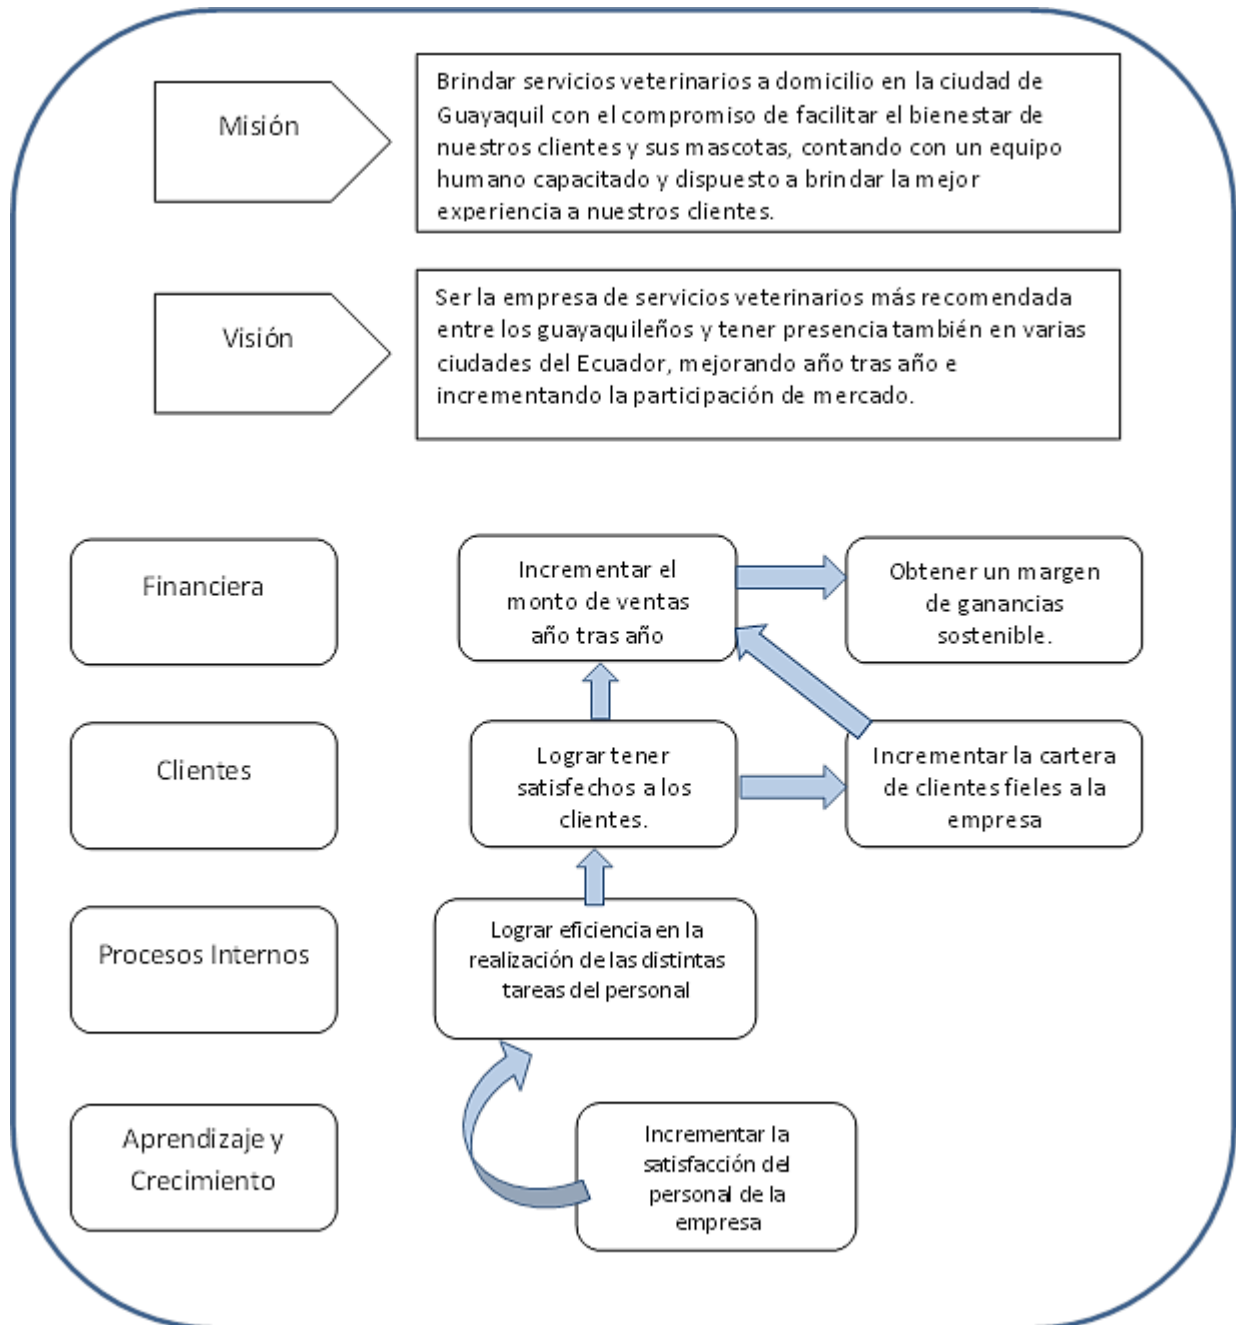 Misión
Brindar servicios veterinarios a domicilio en la ciudad de
Guayaquil con el compromiso de facilitar el bienestar de
nuestros clientes y sus mascotas, contando con un equipo
humano capacitado y dispuesto a brindar la mejor
experiencia a nuestros clientes.
Visión
Ser la empresa de servicios veterinarios más recomendada
entre los guayaquileños y tener presencia también en varias
ciudades del Ecuador, mejorando año tras año e
incrementando la participación de mercado.
Financiera
Incrementar el
monto de ventas
año tras año
Obtener un margen
de ganancias
sostenible.
Clientes
Lograr tener
satisfechos a los
clientes.
Incrementar la cartera
de clientes fieles a la
empresa
Procesos Internos
Lograr eficiencia en la
realización de las distintas
tareas del personal
Aprendizaje y
Crecimiento
Incrementar la
satisfacción del
personal de la
empresa